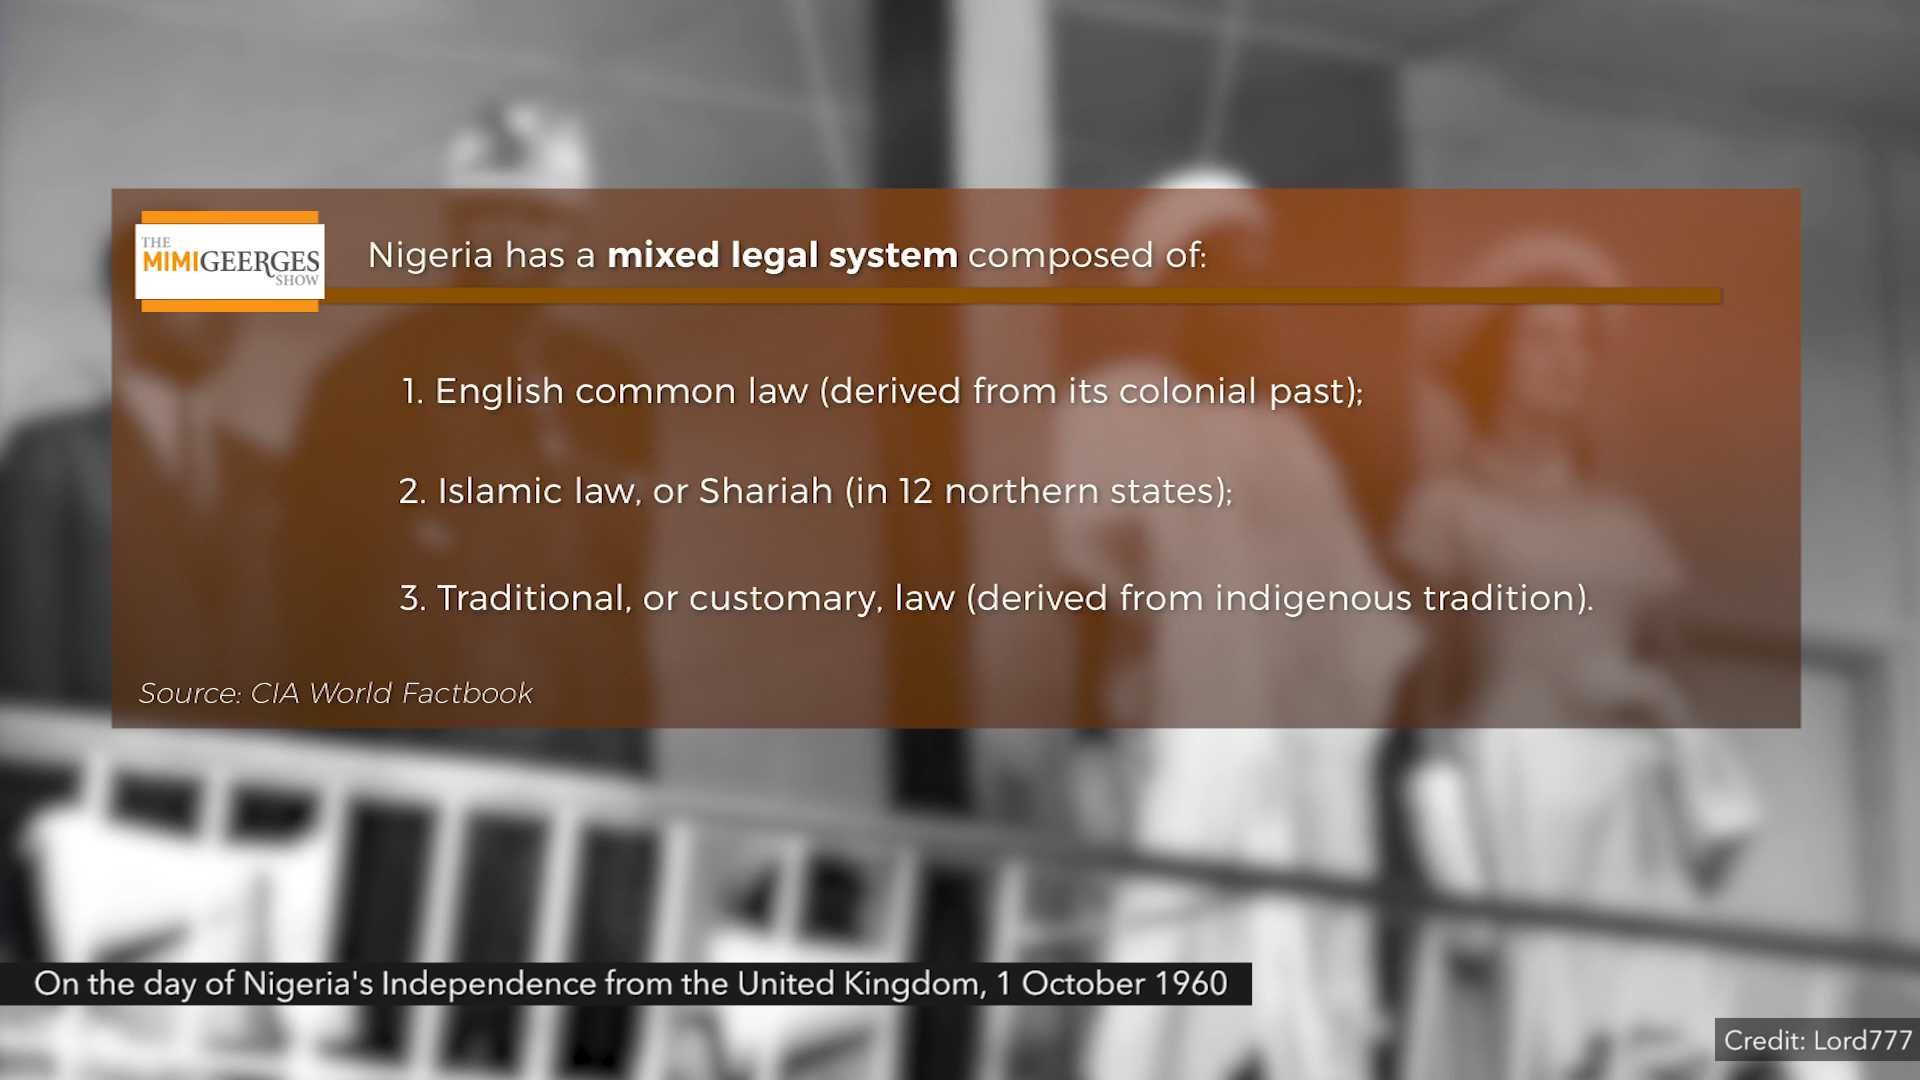 THE
MIMIGEERGES
SHOW
Nigeria has a mixed legal system composed of:
1. English common law (derived from its colonial past);
2. Islamic law, or Shariah (in 12 northern states);
3. Traditional, or customary, law (derived from indigenous tradition).
Source: CIA World Factbook
On the day of Nigeria's Independence from the United Kingdom, 1 October 1960
Credit: Lord777